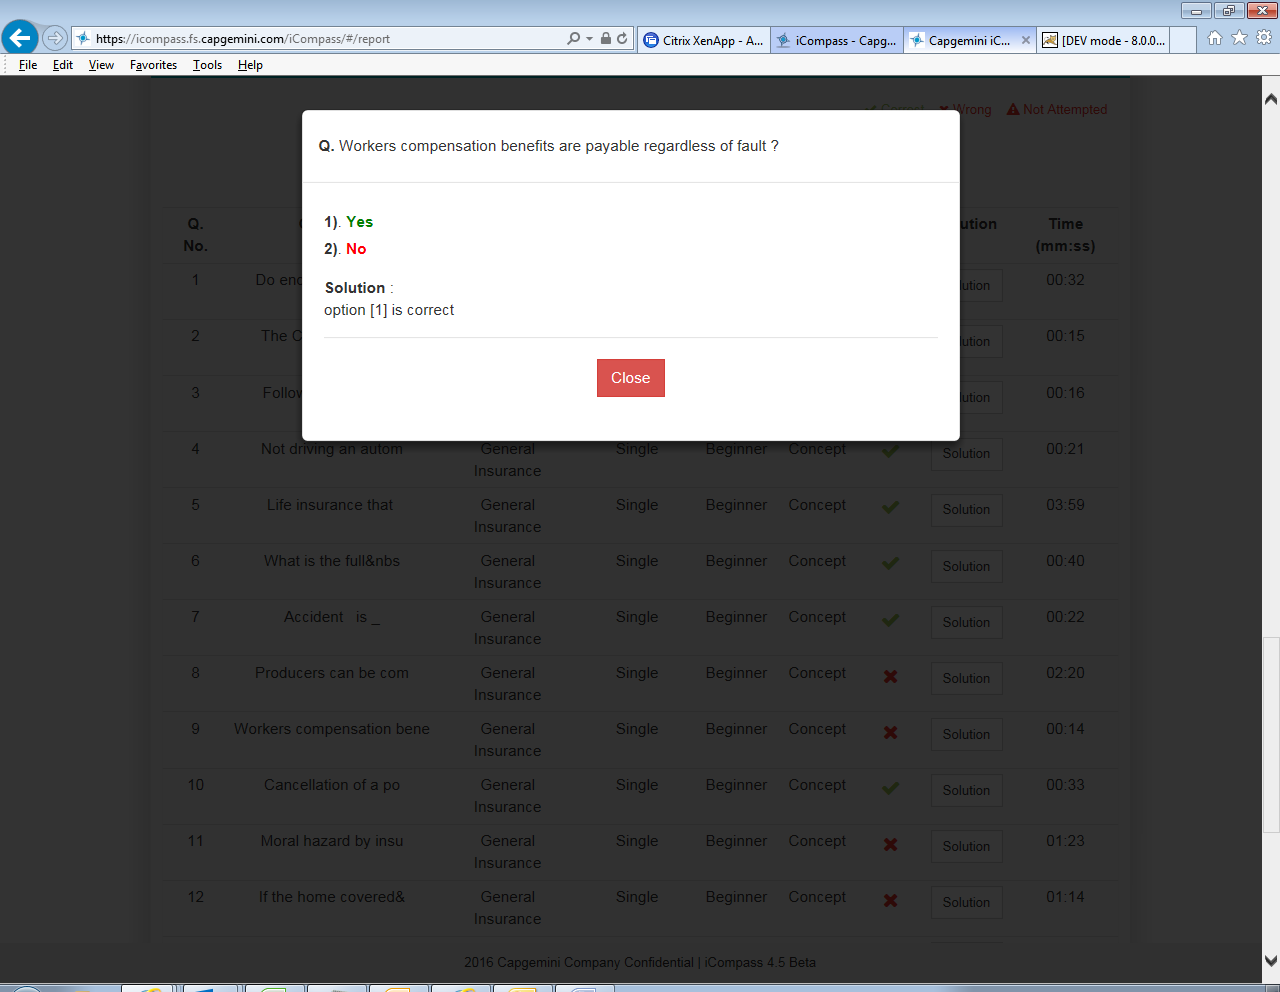 https://icompass.fs.capgemini.com/iCompass/#/report
Citrix XenApp - A...
iCompass - Capg...
Capgemini iC...
[DEV mode - 8.0.0...
File Edit View Favorites Tools Help
Correct Wrong Not Attempted
Q. Workers compensation benefits are payable regardless of fault ?
1). Yes
2). No
Solution :
option [1] is correct
Close
Q. No. ution Time (mm:ss)
1 Do enc ution 00:32
2 The C ution 00:15
3 Follow ution 00:16
4 Not driving an autom General Insurance Single Beginner Concept Solution 00:21
5 Life insurance that General Insurance Single Beginner Concept Solution 03:59
6 What is the full&nbs General Insurance Single Beginner Concept Solution 00:40
7 Accident is _ General Insurance Single Beginner Concept Solution 00:22
8 Producers can be com General Insurance Single Beginner Concept Solution 02:20
9 Workers compensation bene General Insurance Single Beginner Concept Solution 00:14
10 Cancellation of a po General Insurance Single Beginner Concept Solution 00:33
11 Moral hazard by insu General Insurance Single Beginner Concept Solution 01:23
12 If the home covered& General Insurance Single Beginner Concept Solution 01:14
2016 Capgemini Company Confidential | iCompass 4.5 Beta